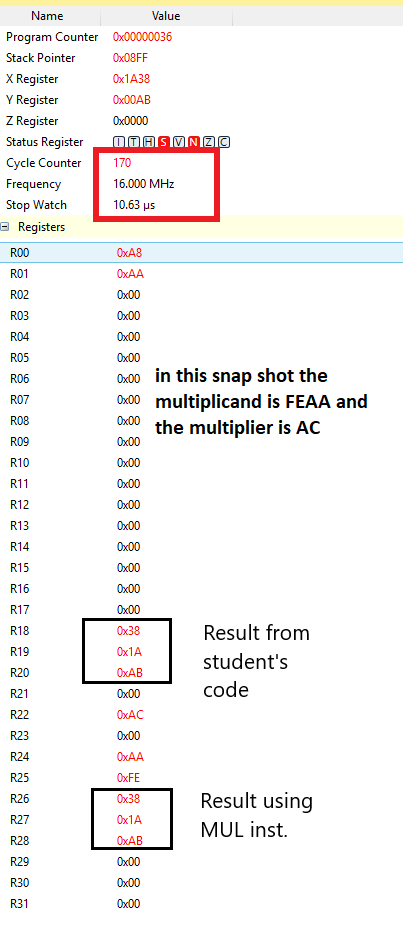 Name Value
Program Counter 0x00000036
Stack Pointer 0x08FF
X Register 0x1A38
Y Register 0x00AB
Z Register 0x0000
Status Register I T H S V N Z C
Cycle Counter 170
Frequency 16.000 MHz
Stop Watch 10.63 µs
Registers
R00 0xA8
R01 0xAA
R02 0x00
R03 0x00
R04 0x00
R05 0x00
R06 0x00
R07 0x00
R08 0x00
R09 0x00
R10 0x00
R11 0x00
R12 0x00
R13 0x00
R14 0x00
R15 0x00
R16 0x00
R17 0x00
R18 0x38
R19 0x1A
R20 0xAB
R21 0x00
R22 0xAC
R23 0x00
R24 0xAA
R25 0xFE
R26 0x38
R27 0x1A
R28 0xAB
R29 0x00
R30 0x00
R31 0x00
in this snap shot the
multiplicand is FEAA and
the multiplier is AC
Result from
student's
code
Result using
MUL inst.